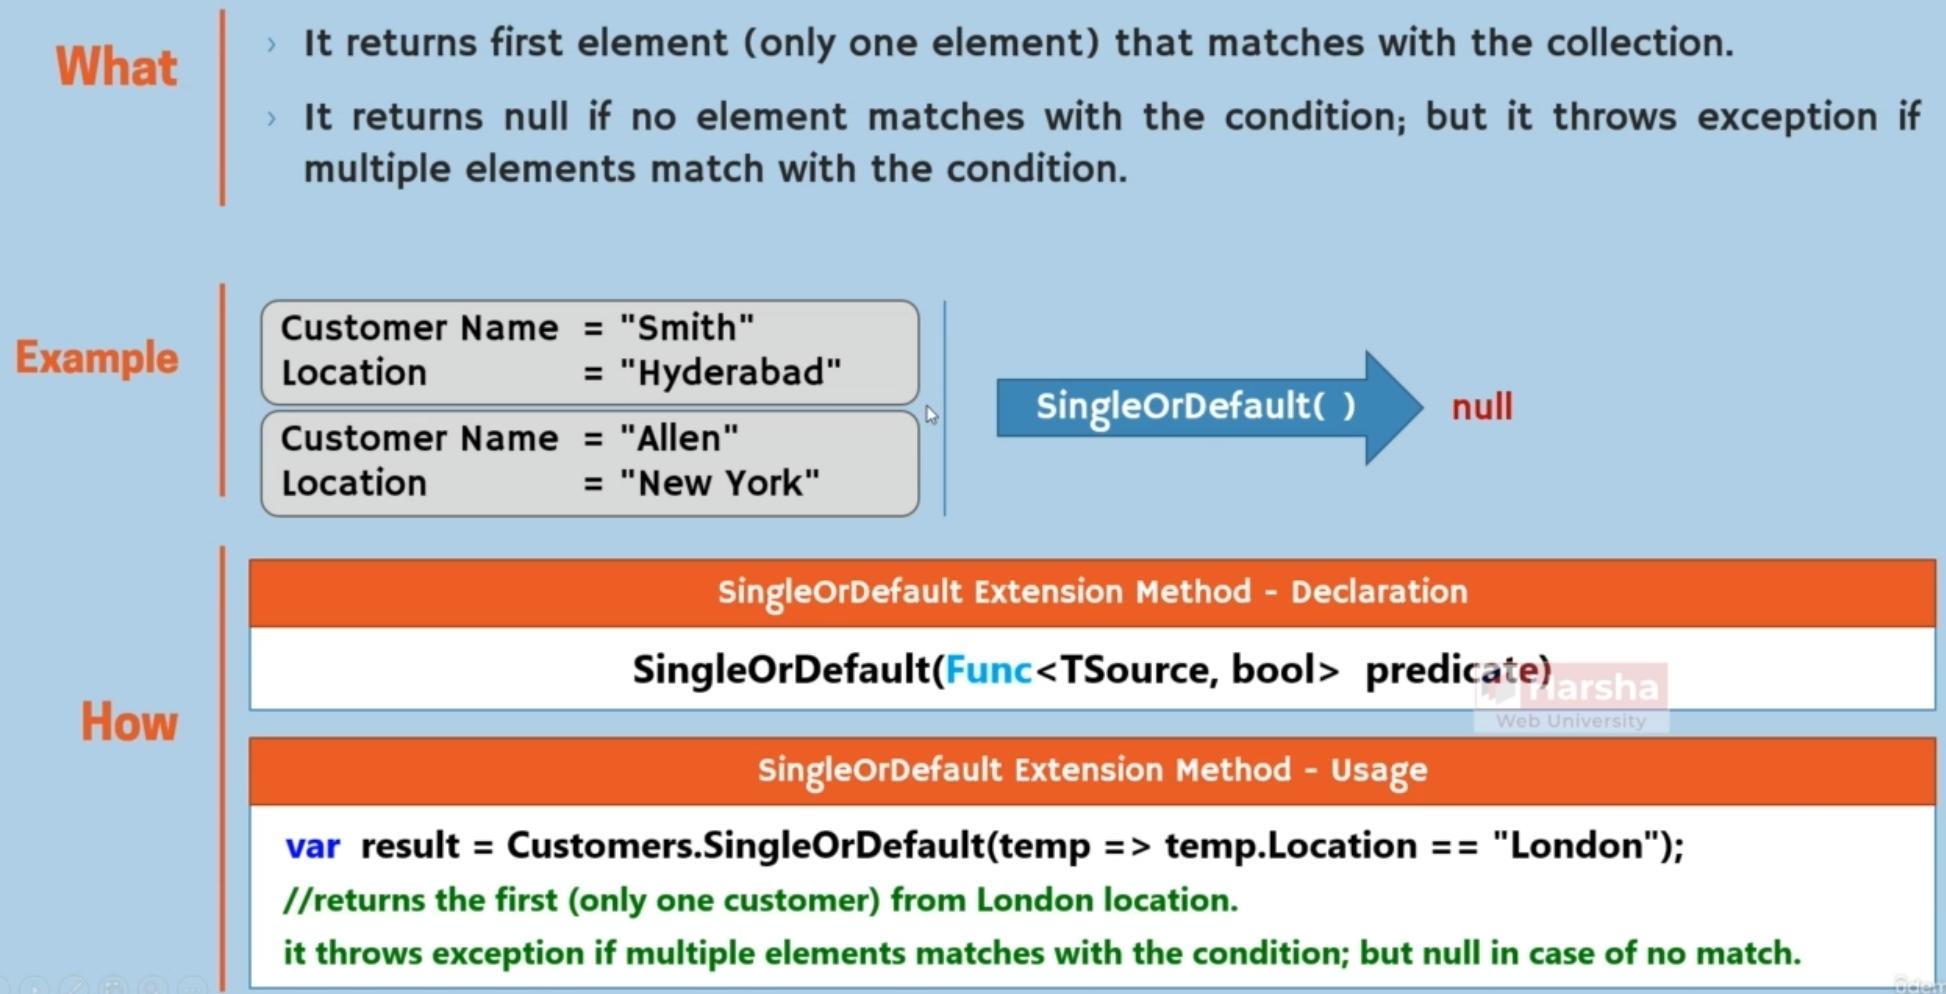 What
› It returns first element (only one element) that matches with the collection.
› It returns null if no element matches with the condition; but it throws exception if
multiple elements match with the condition.
Example
Customer Name = "Smith"
Location = "Hyderabad"
Customer Name = "Allen"
Location = "New York"
SingleOrDefault( )
null
How
SingleOrDefault Extension Method - Declaration
SingleOrDefault(Func<TSource, bool> predicate)
Harsha
Web University
SingleOrDefault Extension Method - Usage
var result = Customers.SingleOrDefault(temp => temp.Location == "London");
//returns the first (only one customer) from London location.
it throws exception if multiple elements matches with the condition; but null in case of no match.